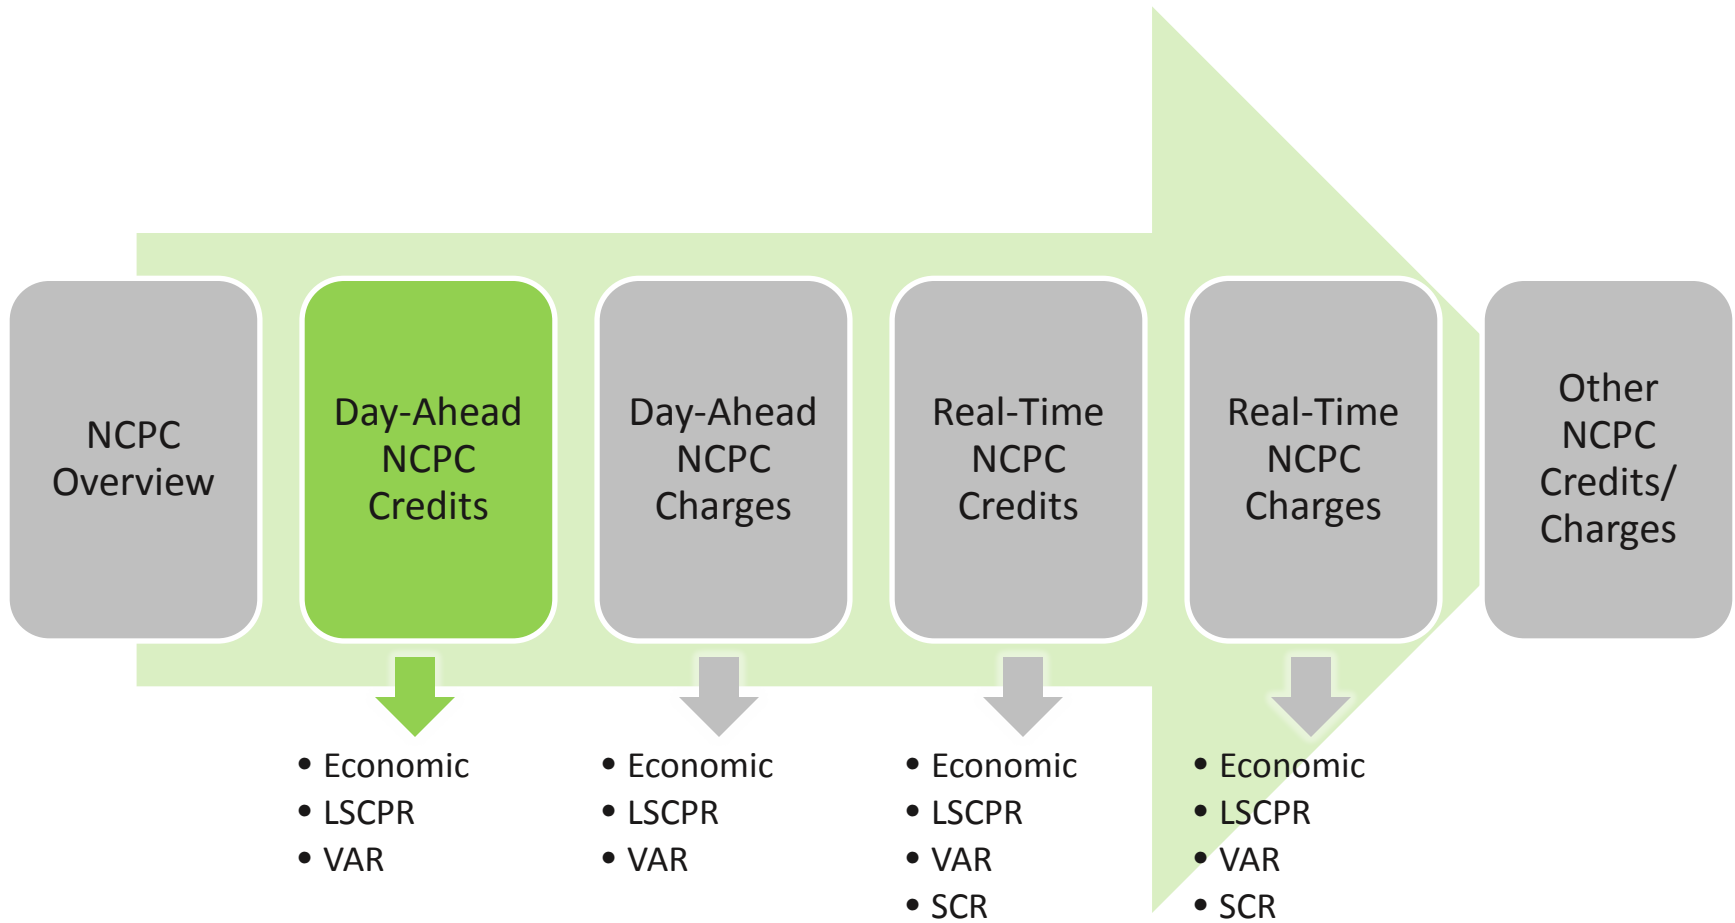 NCPC
Overview
Day-Ahead
NCPC
Credits
Day-Ahead
NCPC
Charges
Real-Time
NCPC
Credits
Real-Time
NCPC
Charges
Other
NCPC
Credits/
Charges
• Economic
• LSCPR
• VAR
• Economic
• LSCPR
• VAR
• Economic
• LSCPR
• VAR
• SCR
• Economic
• LSCPR
• VAR
• SCR